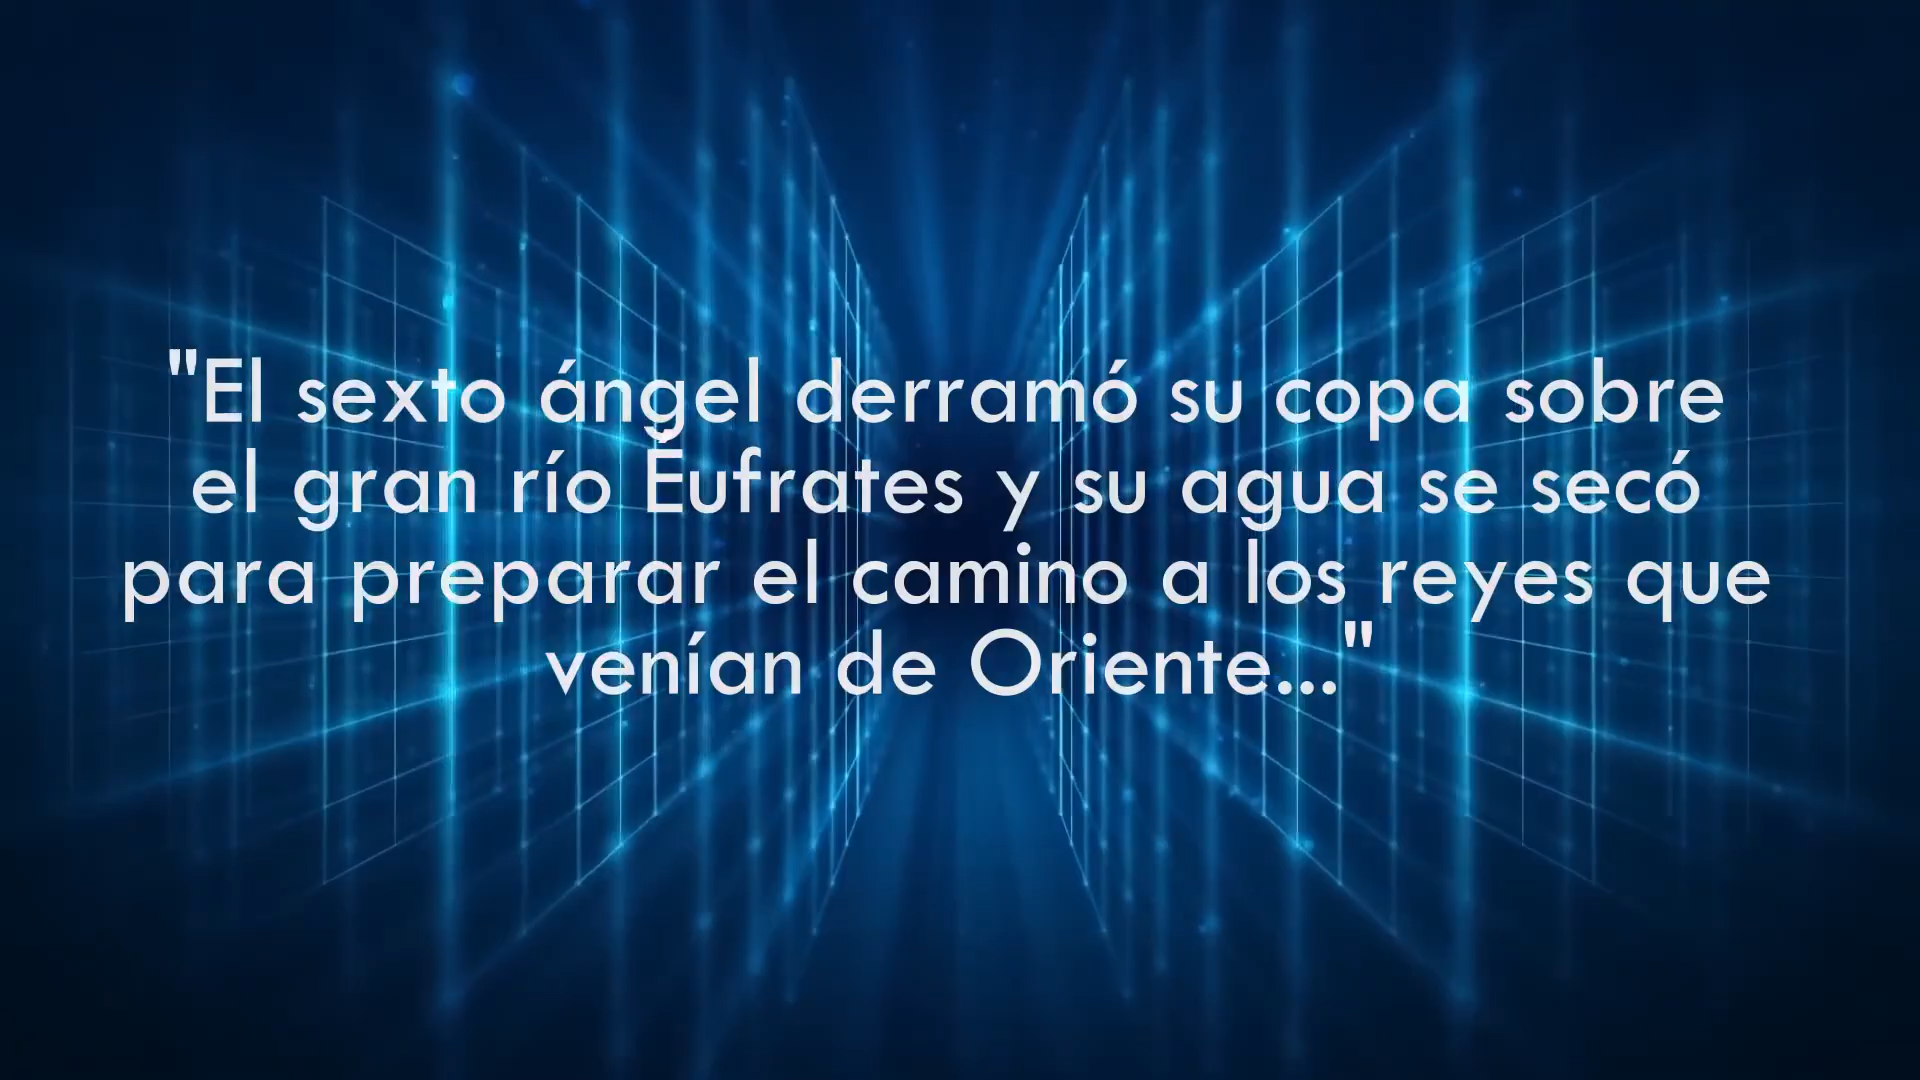 "El sexto ángel derramó su copa sobre
el gran río Éufrates y su agua se secó
para preparar el camino a los reyes que
venían de Oriente..."